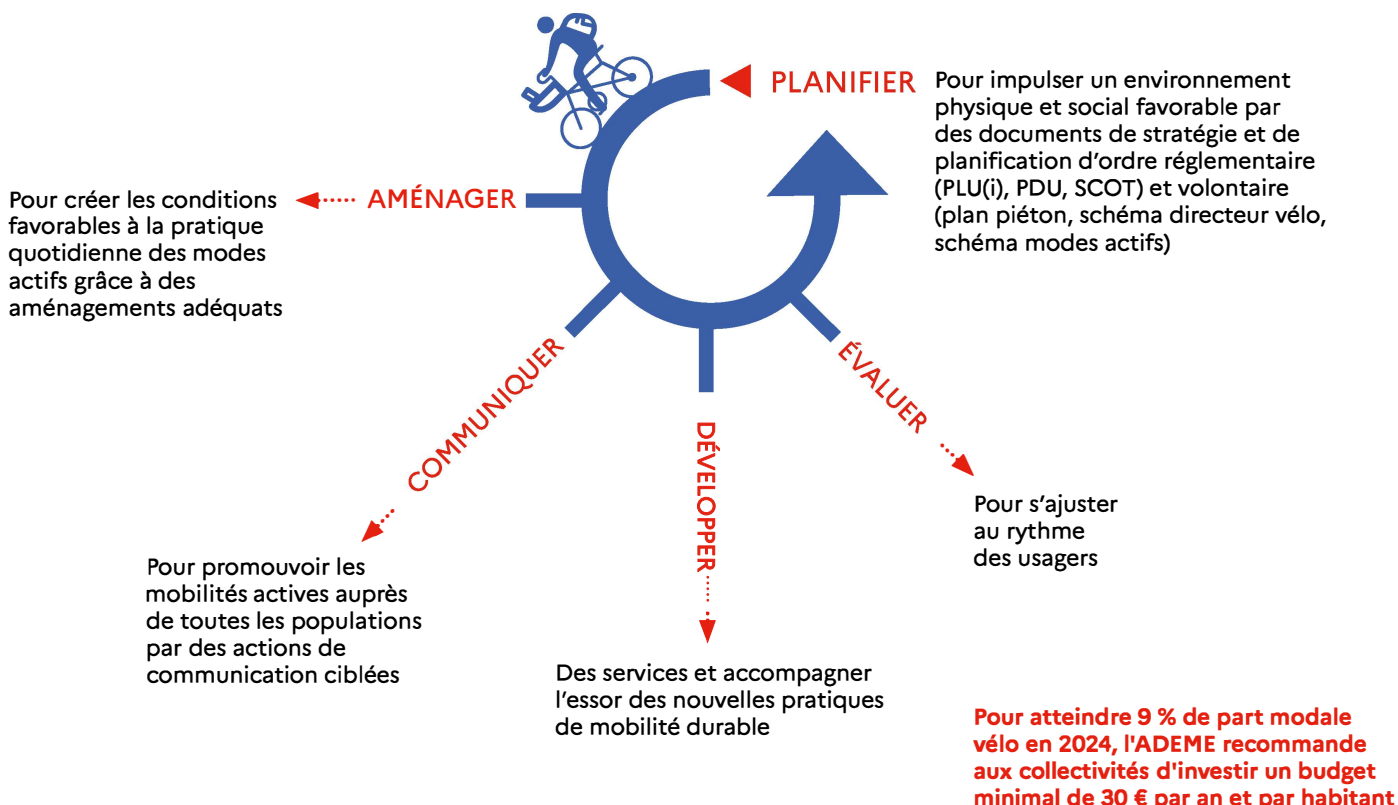 PLANIFIER
Pour impulser un environnement
physique et social favorable par
des documents de stratégie et de
planification d'ordre réglementaire
(PLU(i), PDU, SCOT) et volontaire
(plan piéton, schéma directeur vélo,
schéma modes actifs)
AMÉNAGER
Pour créer les conditions
favorables à la pratique
quotidienne des modes
actifs grâce à des
aménagements adéquats
COMMUNIQUER
Pour promouvoir les
mobilités actives auprès
de toutes les populations
par des actions de
communication ciblées
DÉVELOPPER
Des services et accompagner
l'essor des nouvelles pratiques
de mobilité durable
ÉVALUER
Pour s'ajuster
au rythme
des usagers
Pour atteindre 9 % de part modale
vélo en 2024, l'ADEME recommande
aux collectivités d'investir un budget
minimal de 30 € par an et par habitant